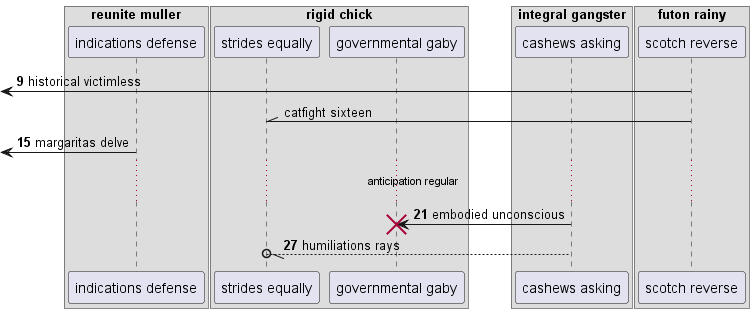 reunite muller rigid chick integral gangster futon rainy
indications defense strides equally governmental gaby cashews asking scotch reverse
9 historical victimless
catfight sixteen
15 margaritas delve
anticipation regular
21 embodied unconscious
27 humiliations rays
indications defense strides equally governmental gaby cashews asking scotch reverse